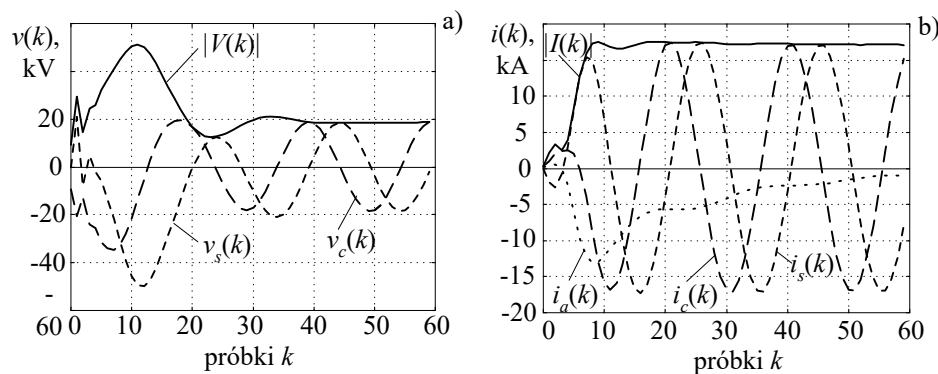 a)
v(k),
kV
|V(k)|
20
0
-20
-40
-
60
v_s(k)
v_c(k)
0 10 20 30 40 50 60
próbki k
b)
i(k),
|I(k)|
kA
15
10
5
0
-5
-10
-15
-20
i_a(k) i_c(k) i_s(k)
0 10 20 30 40 50 60
próbki k